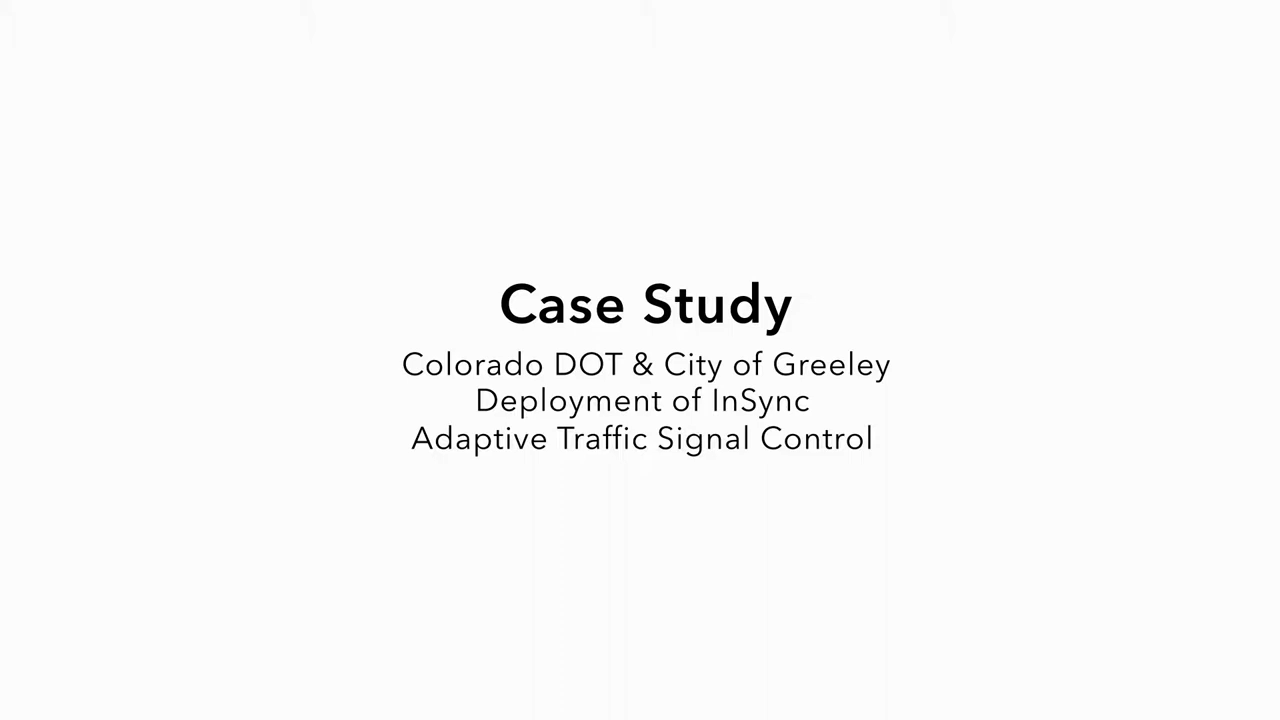 Case Study
Colorado DOT & City of Greeley
Deployment of InSync
Adaptive Traffic Signal Control